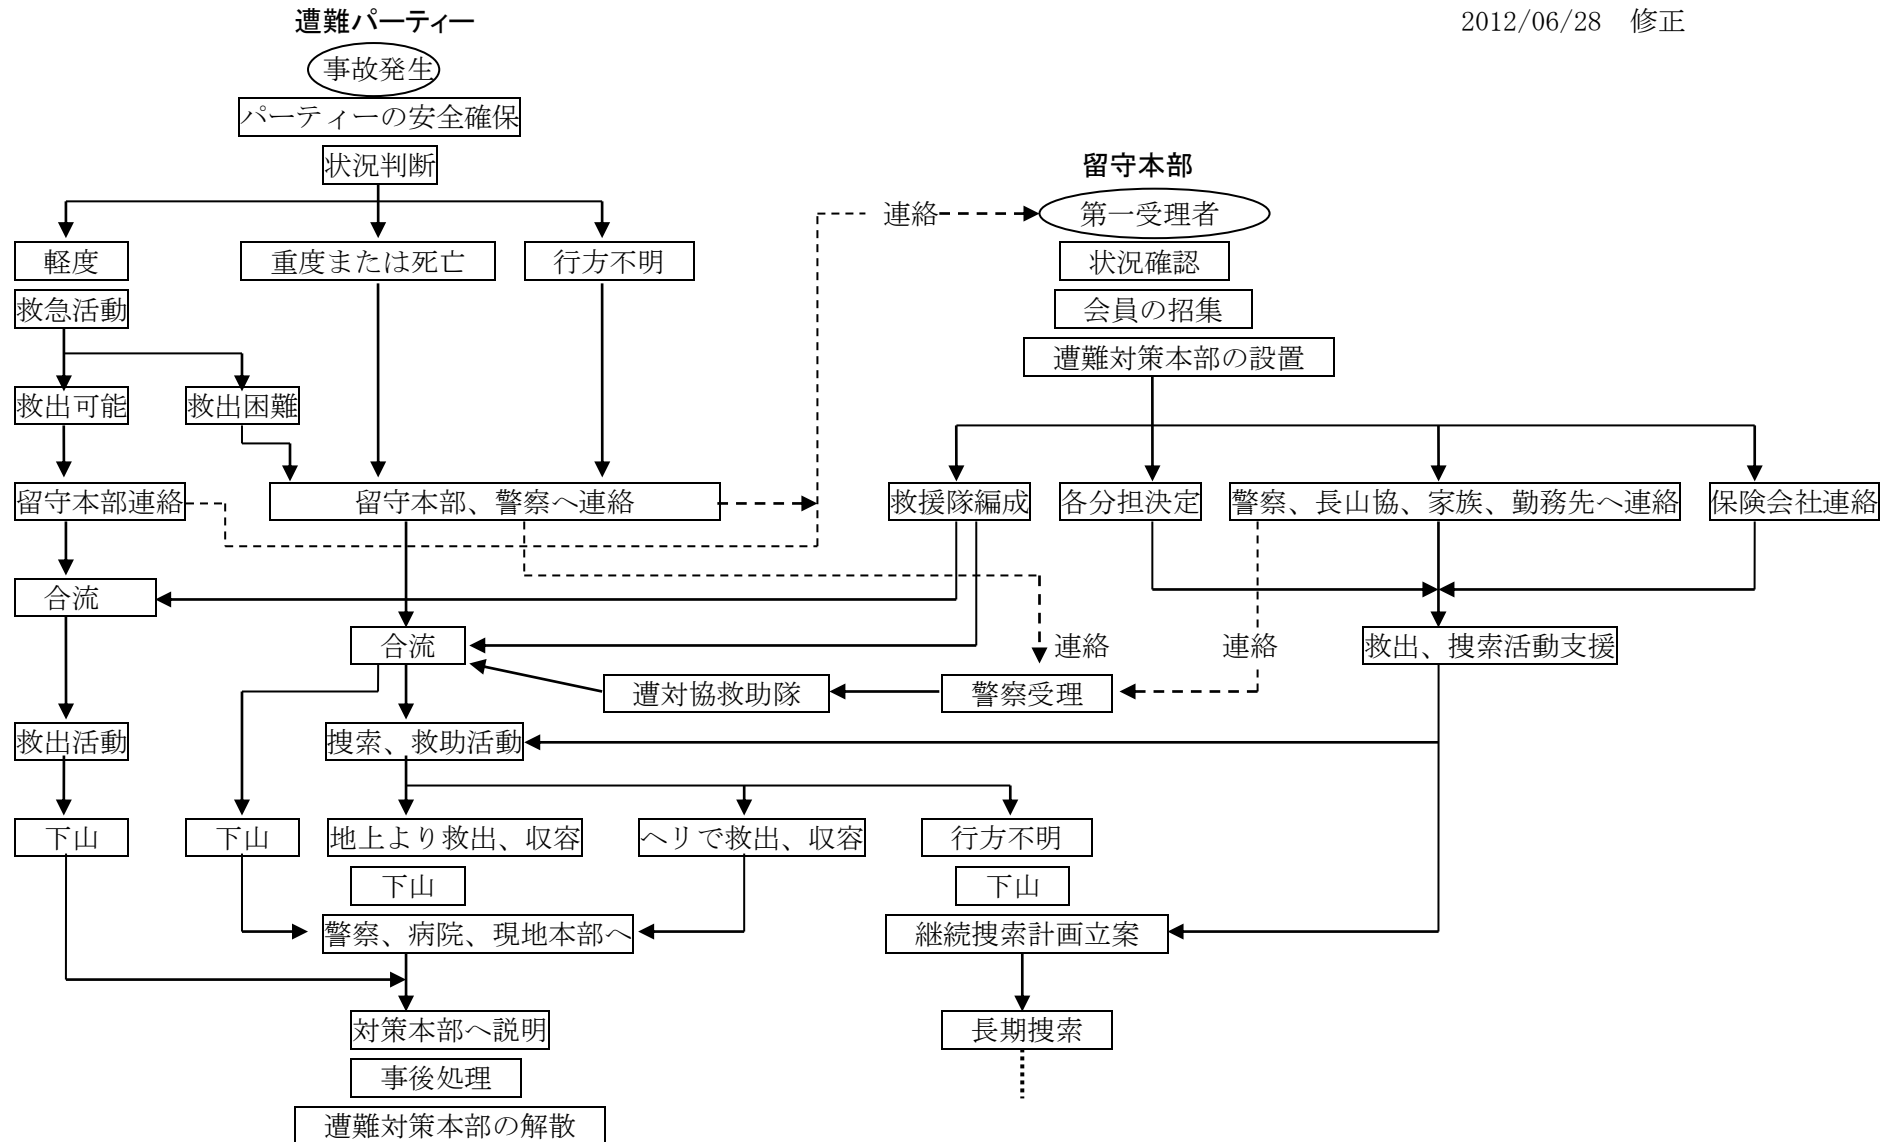 遭難パーティー
2012/06/28　修正
事故発生
パーティーの安全確保
状況判断
留守本部
連絡
第一受理者
軽度
重度または死亡
行方不明
状況確認
救急活動
会員の招集
遭難対策本部の設置
救出可能
救出困難
留守本部連絡
留守本部、警察へ連絡
救援隊編成
各分担決定
警察、長山協、家族、勤務先へ連絡
保険会社連絡
合流
合流
連絡
連絡
救出、捜索活動支援
遭対協救助隊
警察受理
救出活動
捜索、救助活動
下山
下山
地上より救出、収容
ヘリで救出、収容
行方不明
下山
下山
警察、病院、現地本部へ
継続捜索計画立案
対策本部へ説明
長期捜索
事後処理
遭難対策本部の解散